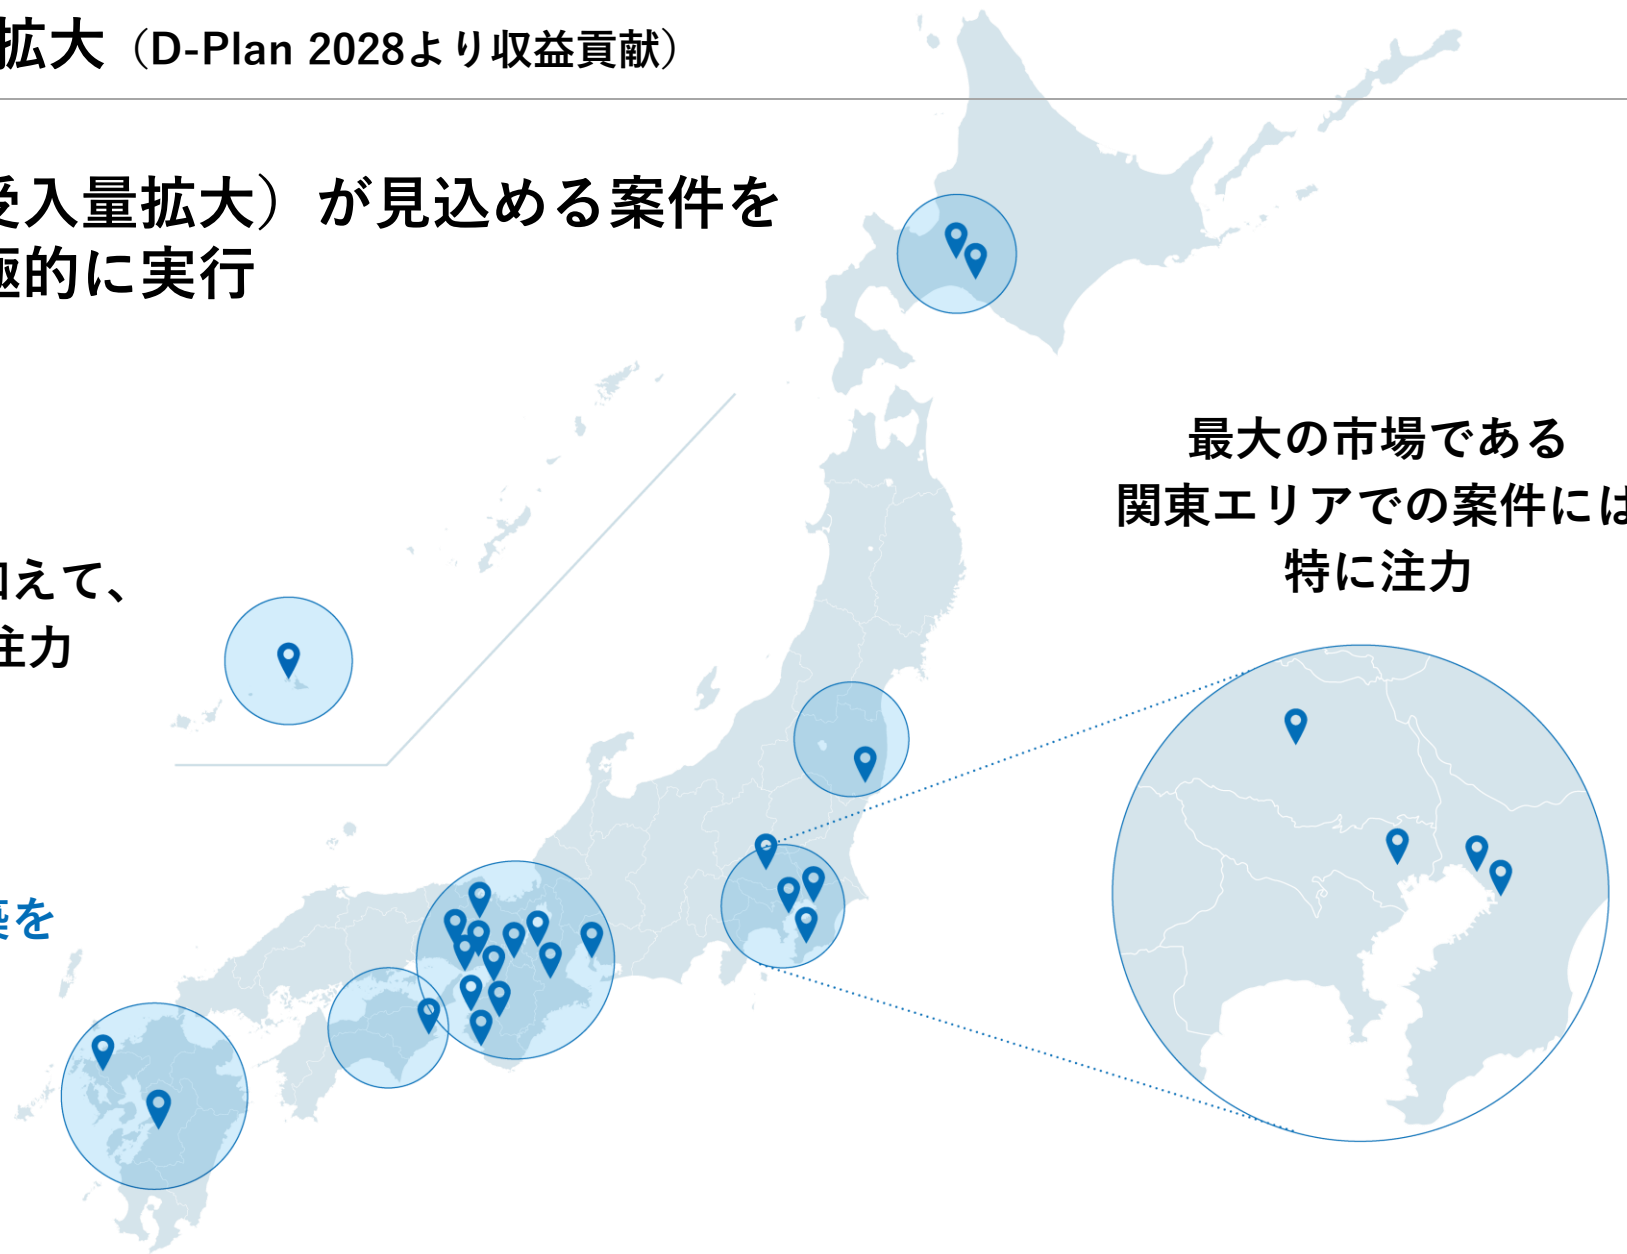 拡大（D-Plan 2028より収益貢献）
受入量拡大）が見込める案件を
極的に実行
最大の市場である
関東エリアでの案件には
特に注力
加えて、
注力
築を